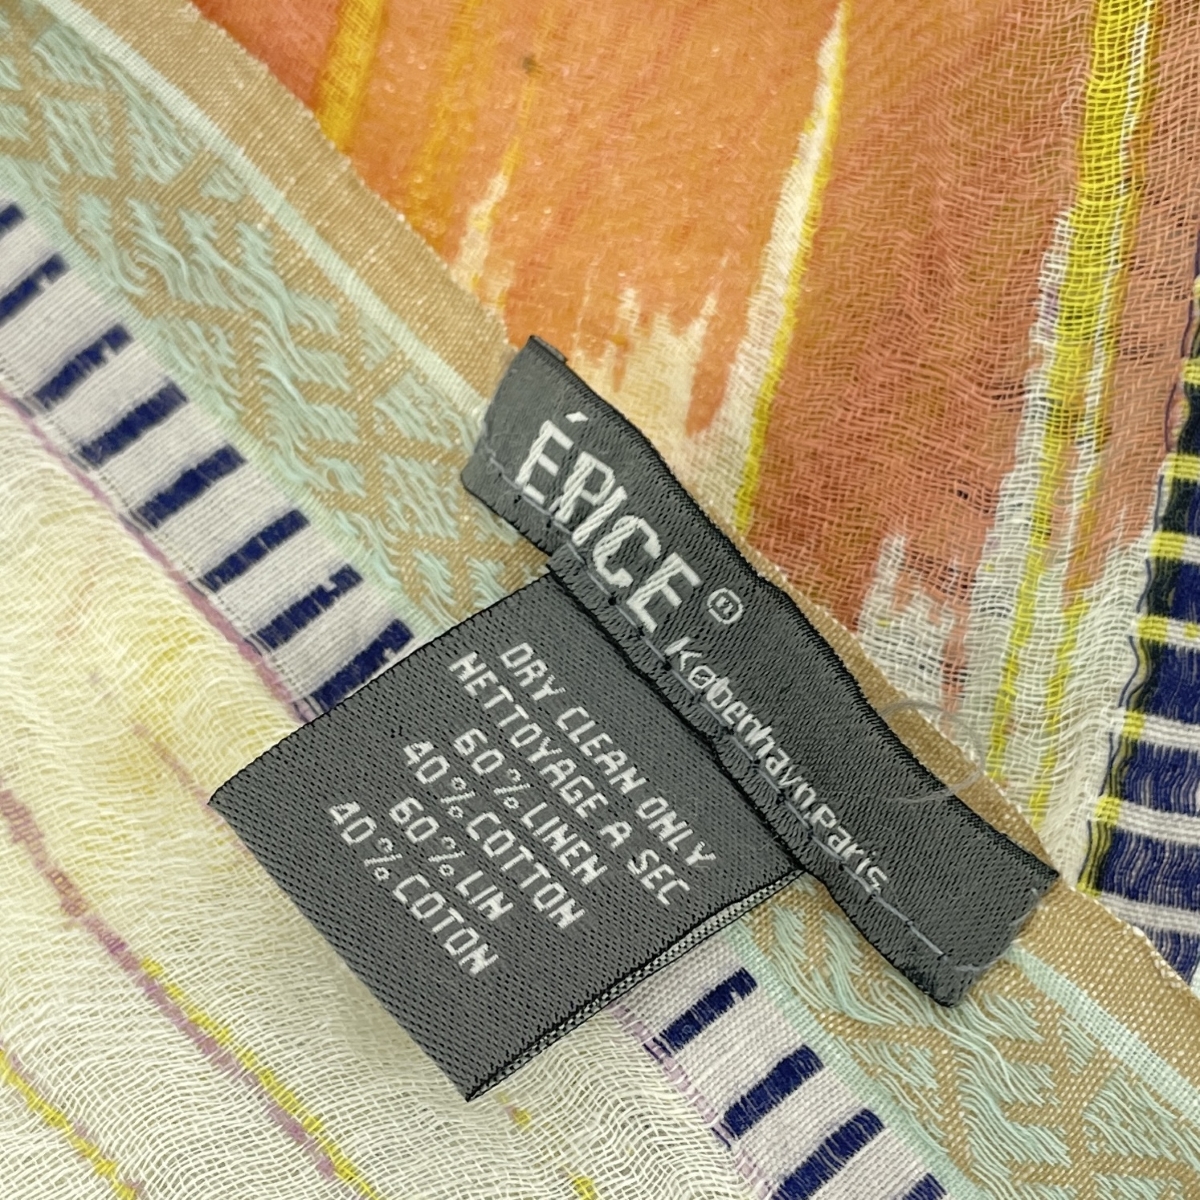 ÉPICE ®
København Paris
DRY CLEAN ONLY
NETTOYAGE A SEC
60% LINEN
40% COTTON
60% LIN
40% COTON